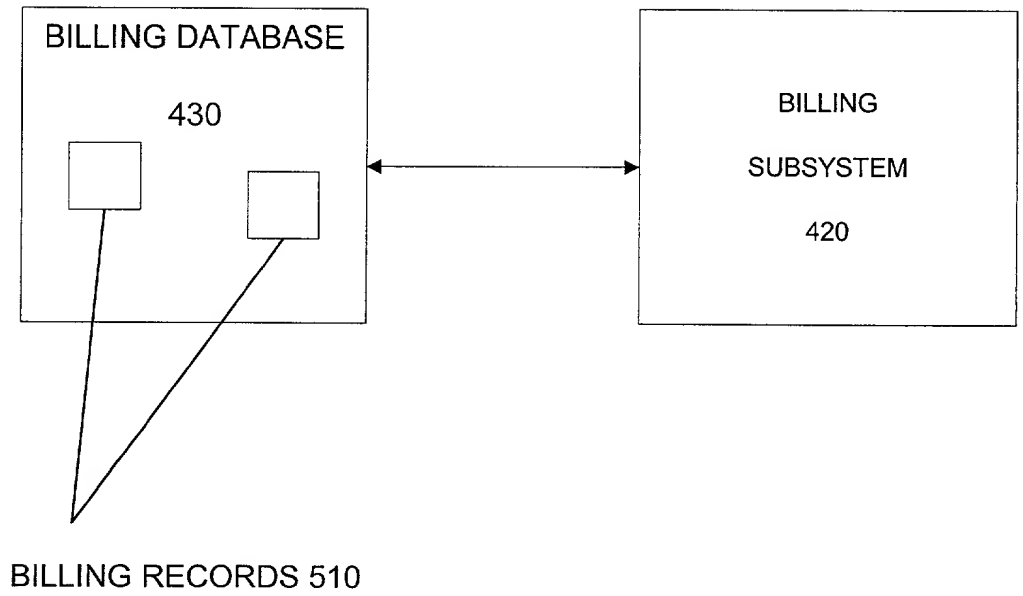 BILLING DATABASE
430
BILLING
SUBSYSTEM
420
BILLING RECORDS 510